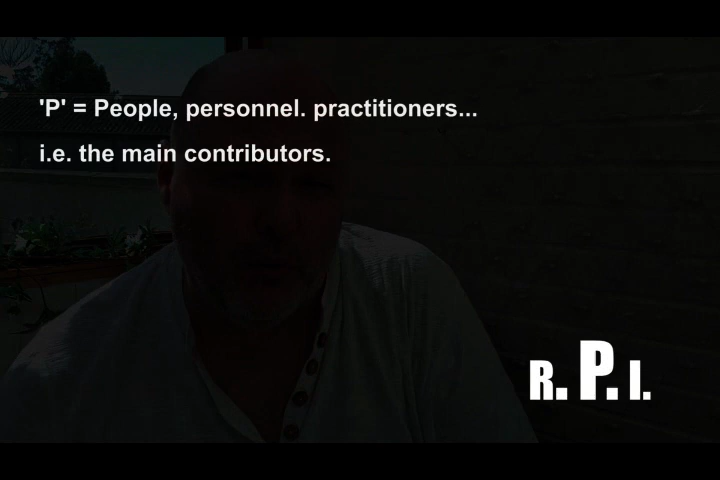 'P' = People, personnel. practitioners...
i.e. the main contributors.
R. P. I.